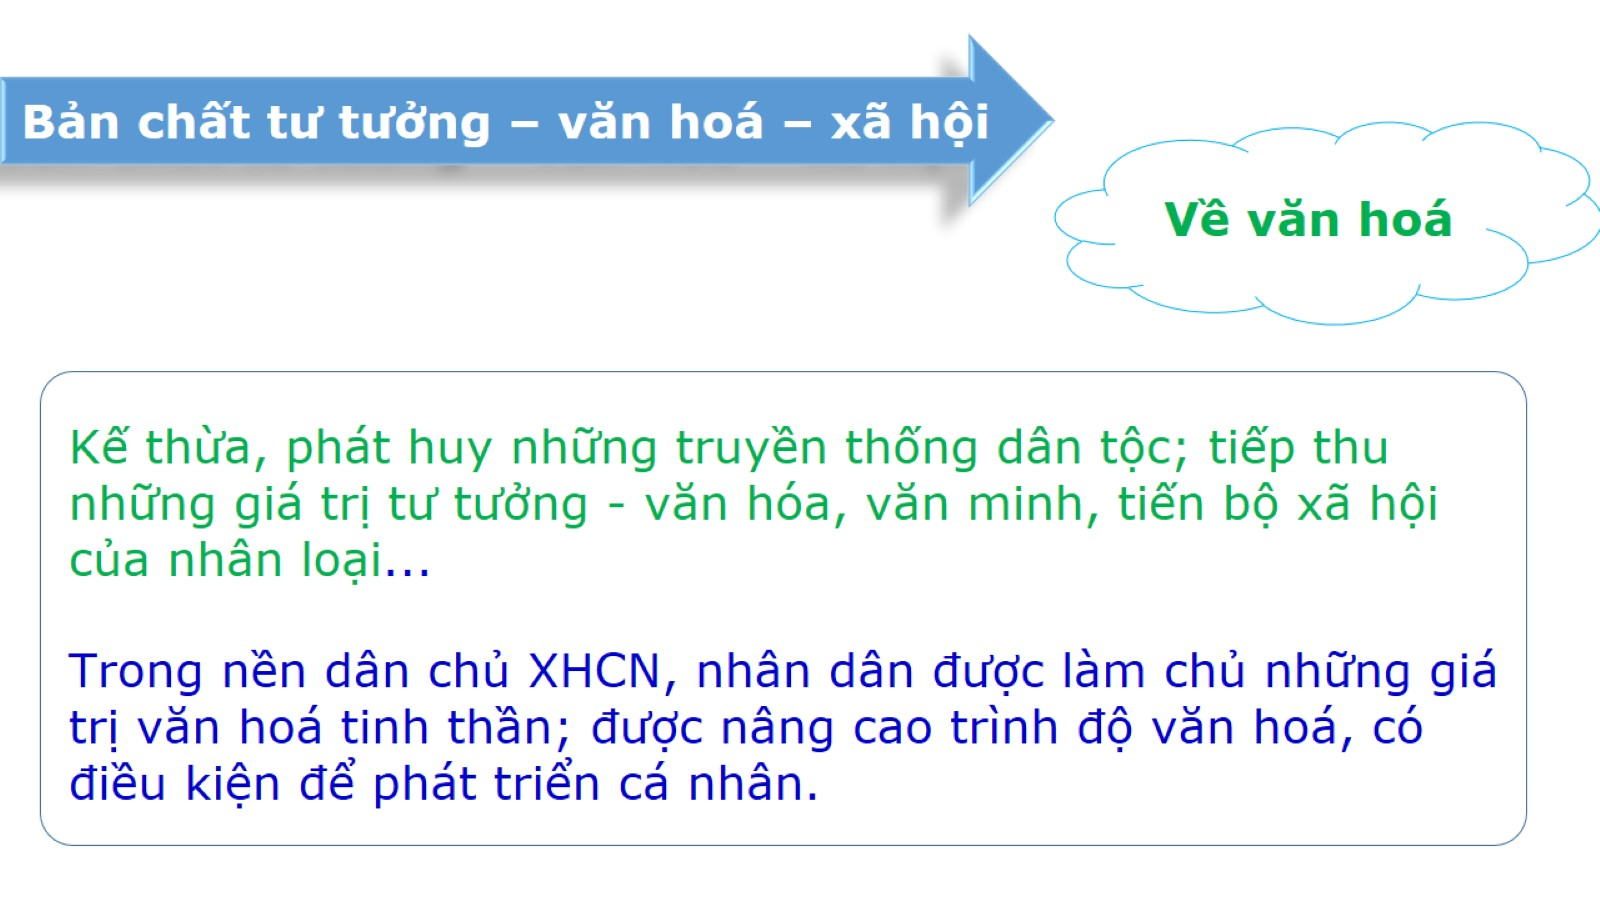 Bản chất tư tưởng – văn hoá – xã hội
Về văn hoá
Kế thừa, phát huy những truyền thống dân tộc; tiếp thu
những giá trị tư tưởng - văn hóa, văn minh, tiến bộ xã hội
của nhân loại...
Trong nền dân chủ XHCN, nhân dân được làm chủ những giá
trị văn hoá tinh thần; được nâng cao trình độ văn hoá, có
điều kiện để phát triển cá nhân.